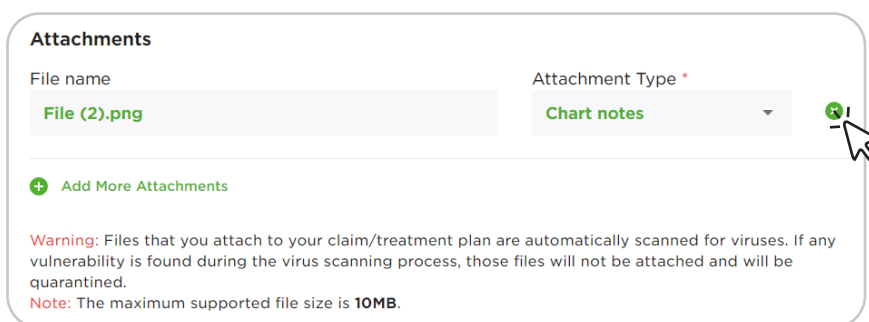 Attachments
File name
Attachment Type *
File (2).png
Chart notes
Add More Attachments
Warning: Files that you attach to your claim/treatment plan are automatically scanned for viruses. If any
vulnerability is found during the virus scanning process, those files will not be attached and will be
quarantined.
Note: The maximum supported file size is 10MB.